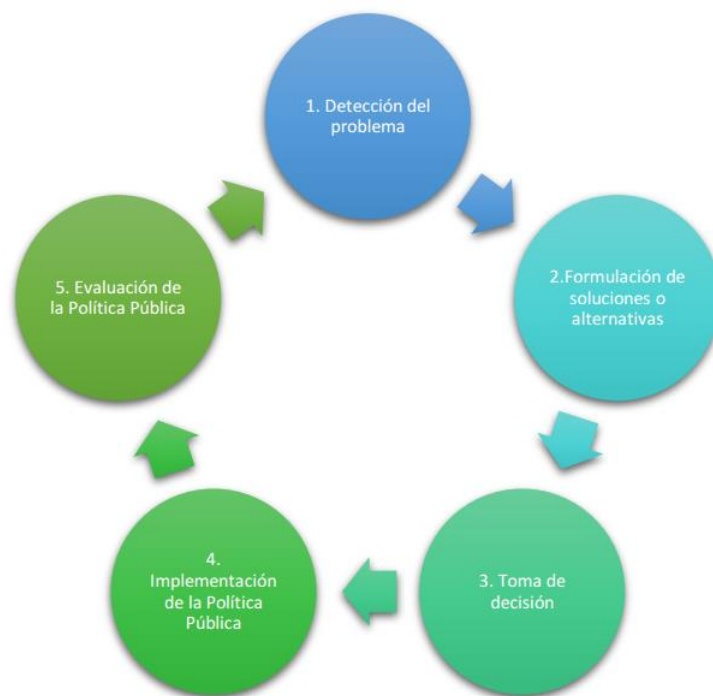 1. Detección del
problema
2.Formulación de
soluciones o
alternativas
3. Toma de
decisión
4.
Implementación
de la Política
Pública
5. Evaluación de
la Política Pública